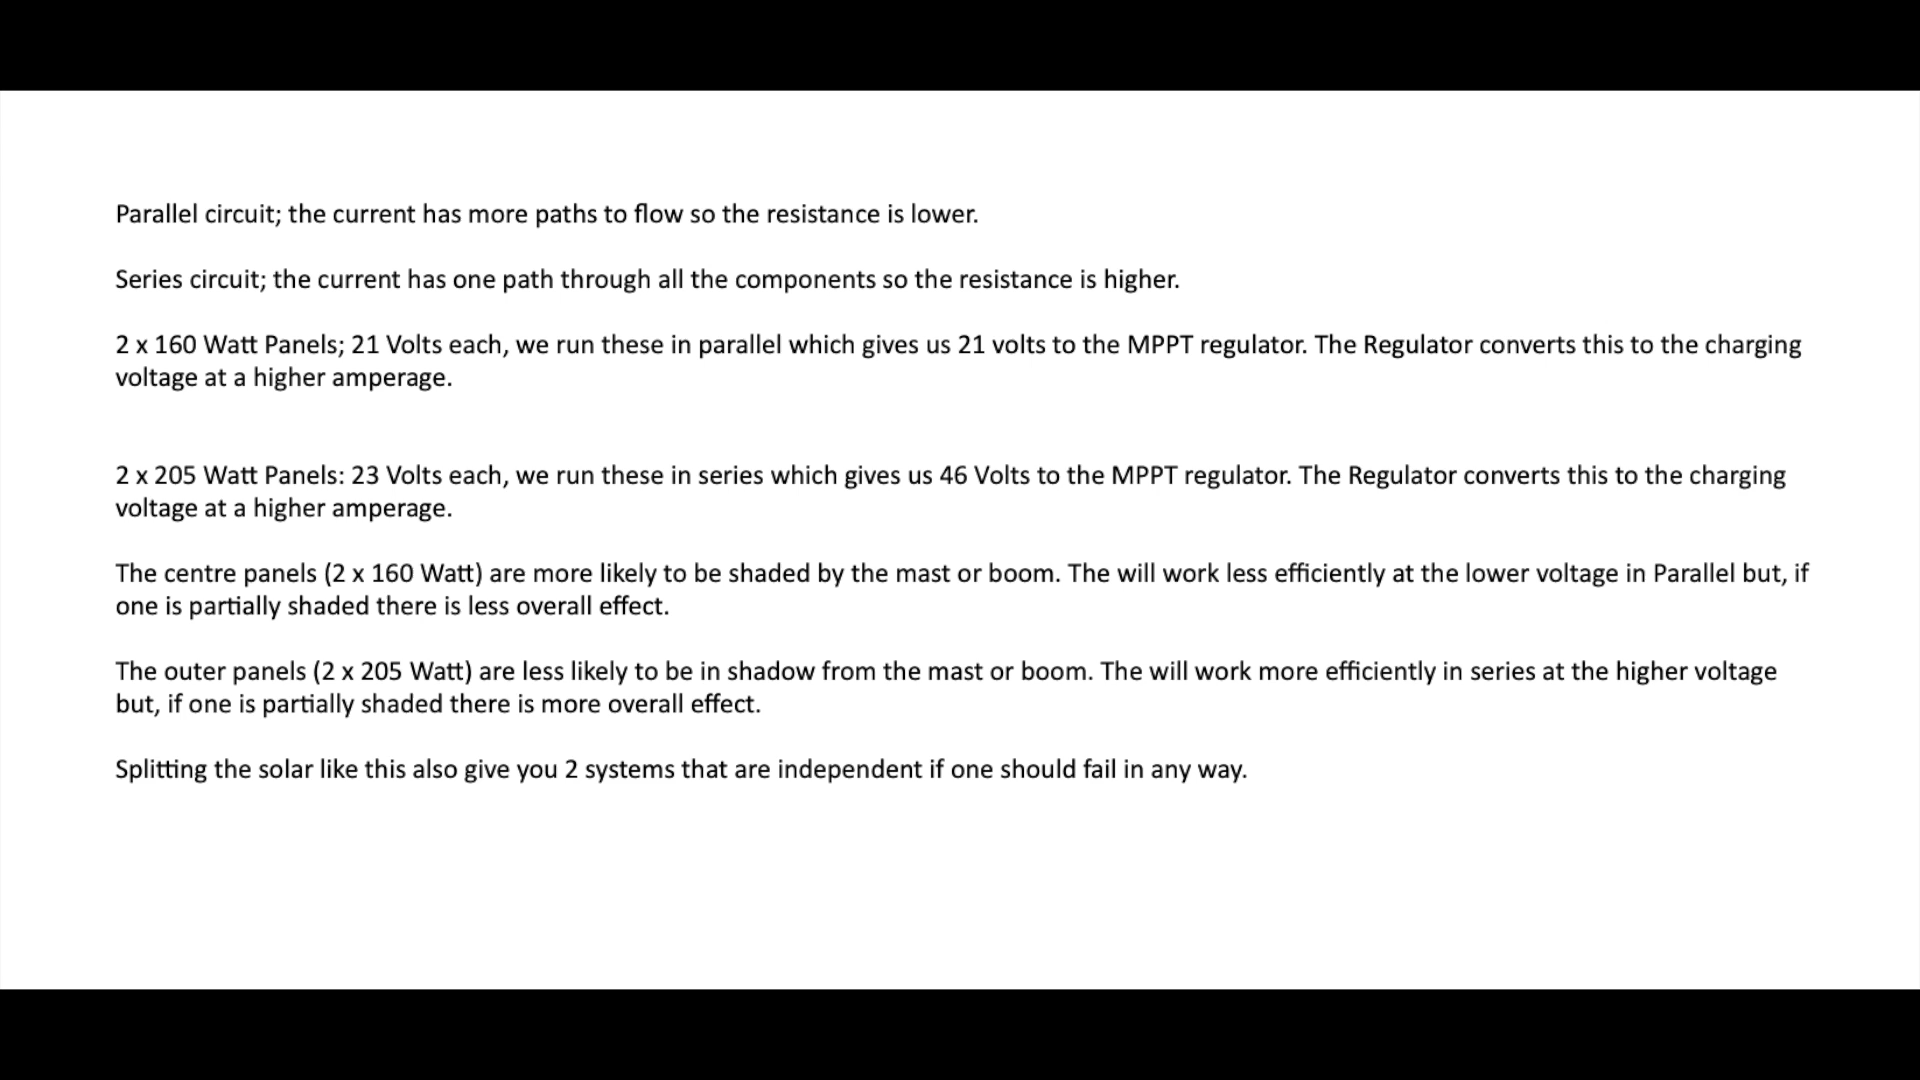 Parallel circuit; the current has more paths to flow so the resistance is lower.
Series circuit; the current has one path through all the components so the resistance is higher.
2 x 160 Watt Panels; 21 Volts each, we run these in parallel which gives us 21 volts to the MPPT regulator. The Regulator converts this to the charging
voltage at a higher amperage.
2 x 205 Watt Panels: 23 Volts each, we run these in series which gives us 46 Volts to the MPPT regulator. The Regulator converts this to the charging
voltage at a higher amperage.
The centre panels (2 x 160 Watt) are more likely to be shaded by the mast or boom. The will work less efficiently at the lower voltage in Parallel but, if
one is partially shaded there is less overall effect.
The outer panels (2 x 205 Watt) are less likely to be in shadow from the mast or boom. The will work more efficiently in series at the higher voltage
but, if one is partially shaded there is more overall effect.
Splitting the solar like this also give you 2 systems that are independent if one should fail in any way.